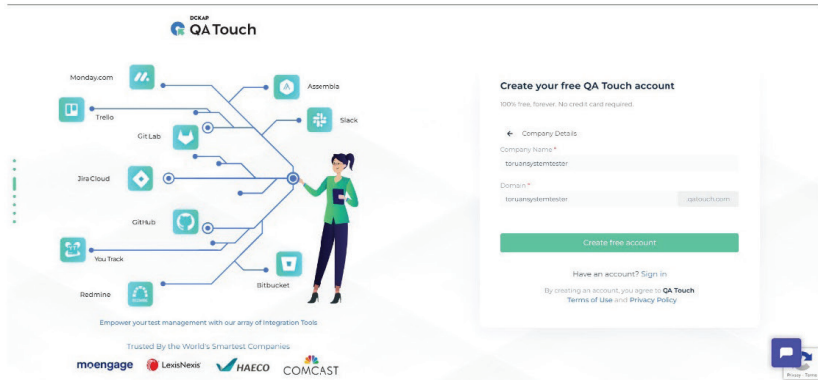 DCKAP
QA Touch
Monday.com
Assembla
Trello
Slack
Git Lab
Jira Cloud
GitHub
You Track
Bitbucket
Redmine
Empower your test management with our array of Integration Tools
Trusted By the World's Smartest Companies
moengage
LexisNexis
HAECO
COMCAST
Create your free QA Touch account
100% free, forever. No credit card required.
Company Details
Company Name *
toruansystemtester
Domain *
toruansystemtester
.qatouch.com
Create free account
Have an account? Sign in
By creating an account, you agree to QA Touch
Terms of Use and Privacy Policy
Privacy - Terms